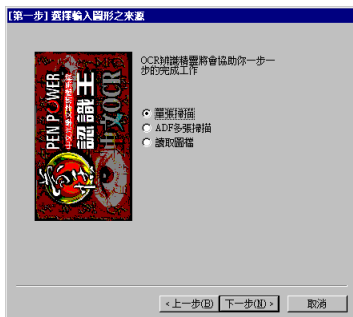 [第一步] 選擇輸入圖形之來源
OCR辨識精靈將會協助你一步一
步的完成工作
單張掃描
ADF多張掃描
讀取圖檔
PEN POWER
認識王
中文OCR
<上一步(B)
下一步(N)>
取消